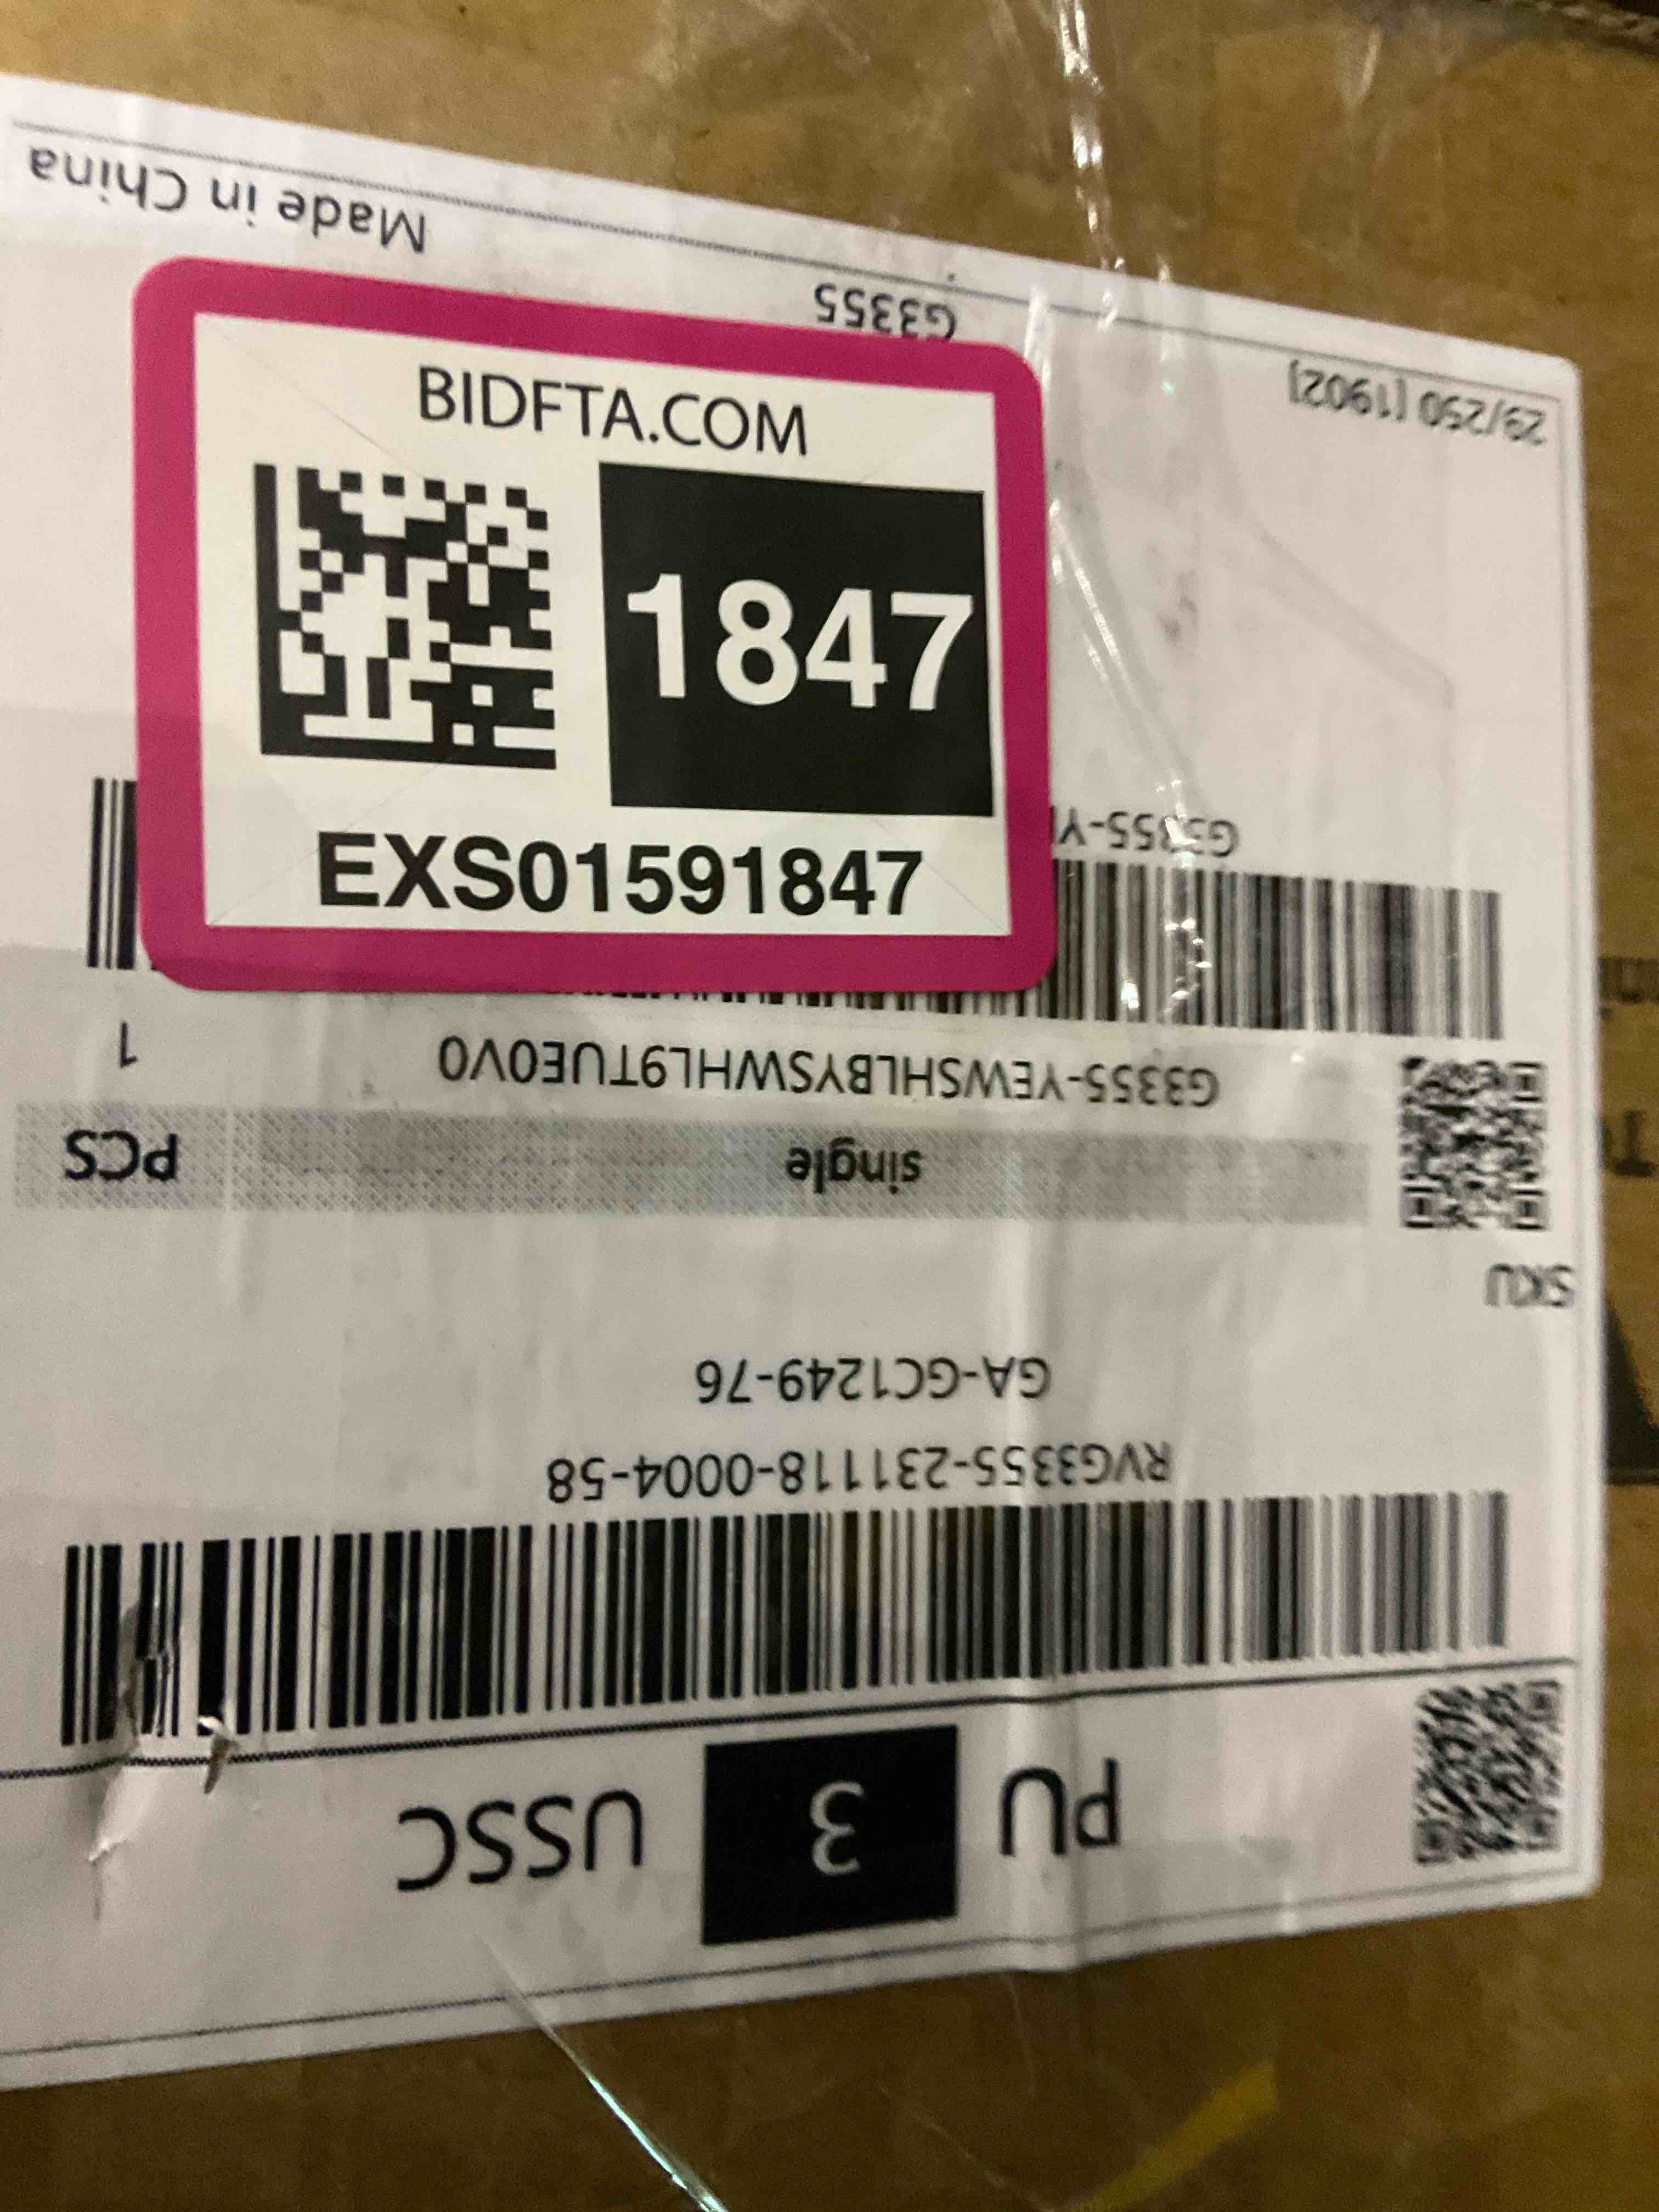 BIDFTA.COM
1847
EXS01591847
PU 3 USSC
RVG3355-231118-0004-58
GA-GC1249-76
SKU
single PCS
G3355-YEWSHLBYSWHL9TUE0V0 1
29/250 [1902]
G3355
Made in China